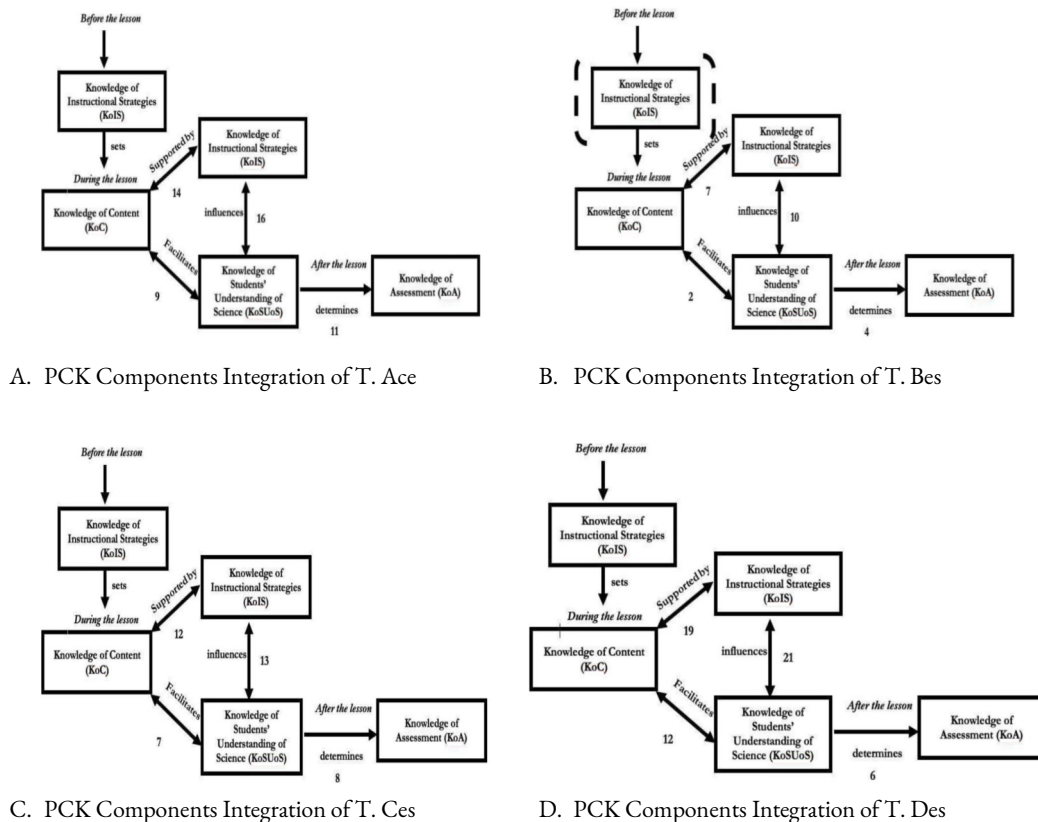 Before the lesson
Knowledge of
Instructional Strategies
(KoIS)
sets
Supported by
Knowledge of
Instructional Strategies
(KoIS)
During the lesson
14
Knowledge of Content
(KoC)
influences
16
Facilitates
9
Knowledge of
Students'
Understanding of
Science (KoSUoS)
After the lesson
determines
11
Knowledge of
Assessment (KoA)
A. PCK Components Integration of T. Ace
Before the lesson
Knowledge of
Instructional Strategies
(KoIS)
sets
Supported by
Knowledge of
Instructional Strategies
(KoIS)
During the lesson
7
Knowledge of Content
(KoC)
influences
10
Facilitates
2
Knowledge of
Students'
Understanding of
Science (KoSUoS)
After the lesson
determines
4
Knowledge of
Assessment (KoA)
B. PCK Components Integration of T. Bes
Before the lesson
Knowledge of
Instructional Strategies
(KoIS)
sets
Supported by
Knowledge of
Instructional Strategies
(KoIS)
During the lesson
12
Knowledge of Content
(KoC)
influences
13
Facilitates
7
Knowledge of
Students'
Understanding of
Science (KoSUoS)
After the lesson
determines
8
Knowledge of
Assessment (KoA)
C. PCK Components Integration of T. Ces
Before the lesson
Knowledge of
Instructional Strategies
(KoIS)
sets
Supported by
Knowledge of
Instructional Strategies
(KoIS)
During the lesson
19
Knowledge of Content
(KoC)
influences
21
Facilitates
12
Knowledge of
Students'
Understanding of
Science (KoSUoS)
After the lesson
determines
6
Knowledge of
Assessment (KoA)
D. PCK Components Integration of T. Des